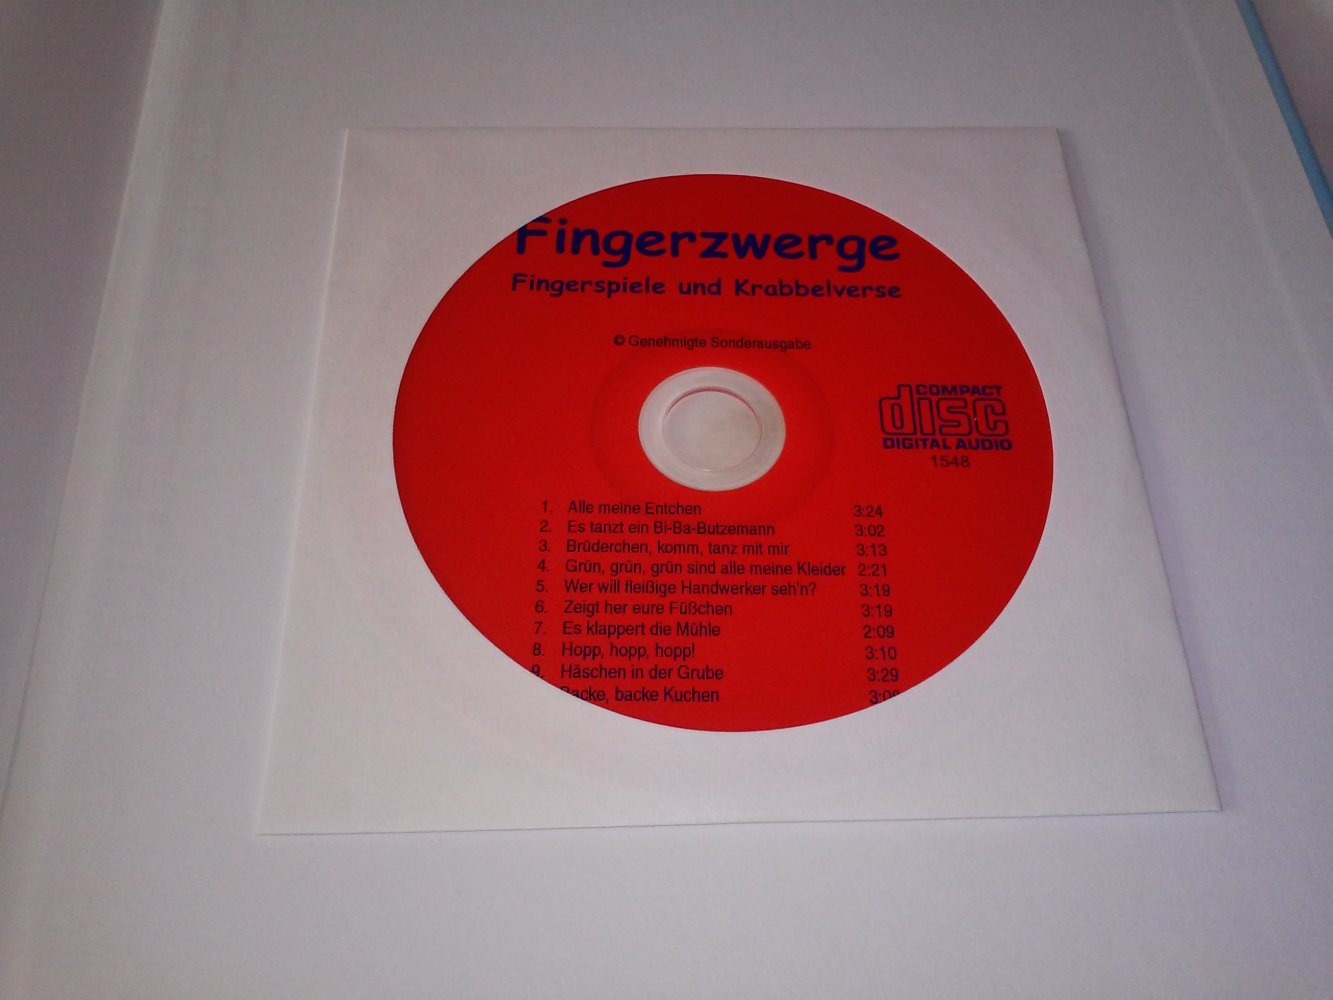 Fingerzwerge
Fingerspiele und Krabbelverse
© Genehmigte Sonderausgabe
COMPACT
disc
DIGITAL AUDIO
1548
1. Alle meine Entchen 3:24
2. Es tanzt ein Bi-Ba-Butzemann 3:02
3. Brüderchen, komm, tanz mit mir 3:13
4. Grün, grün, grün sind alle meine Kleider 2:21
5. Wer will fleißige Handwerker seh'n? 3:19
6. Zeigt her eure Füßchen 3:19
7. Es klappert die Mühle 2:09
8. Hopp, hopp, hopp! 3:10
9. Häschen in der Grube 3:29
Backe, backe Kuchen